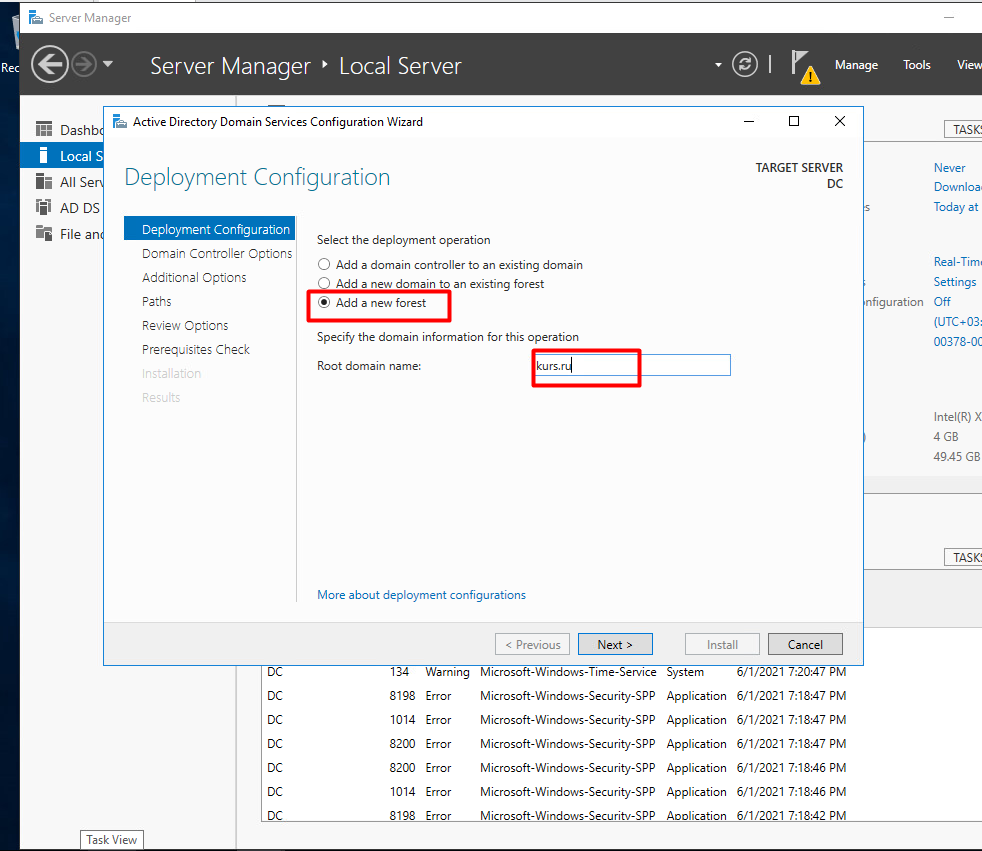 Server Manager
Rec
Server Manager ‣ Local Server
Manage Tools View
Dashbo
Local S
All Serv
AD DS
File and
Active Directory Domain Services Configuration Wizard
Deployment Configuration
TARGET SERVER
DC
Deployment Configuration
Domain Controller Options
Additional Options
Paths
Review Options
Prerequisites Check
Installation
Results
Select the deployment operation
Add a domain controller to an existing domain
Add a new domain to an existing forest
Add a new forest
Specify the domain information for this operation
Root domain name: kurs.ru
More about deployment configurations
< Previous Next > Install Cancel
TASKS
Never
Downloa
Today at
Real-Time
Settings
nfiguration Off
(UTC+03:
00378-00
Intel(R) X
4 GB
49.45 GB
TASKS
DC 134 Warning Microsoft-Windows-Time-Service System 6/1/2021 7:20:47 PM
DC 8198 Error Microsoft-Windows-Security-SPP Application 6/1/2021 7:18:47 PM
DC 1014 Error Microsoft-Windows-Security-SPP Application 6/1/2021 7:18:47 PM
DC 8200 Error Microsoft-Windows-Security-SPP Application 6/1/2021 7:18:47 PM
DC 8200 Error Microsoft-Windows-Security-SPP Application 6/1/2021 7:18:46 PM
DC 1014 Error Microsoft-Windows-Security-SPP Application 6/1/2021 7:18:46 PM
DC 8198 Error Microsoft-Windows-Security-SPP Application 6/1/2021 7:18:42 PM
Task View